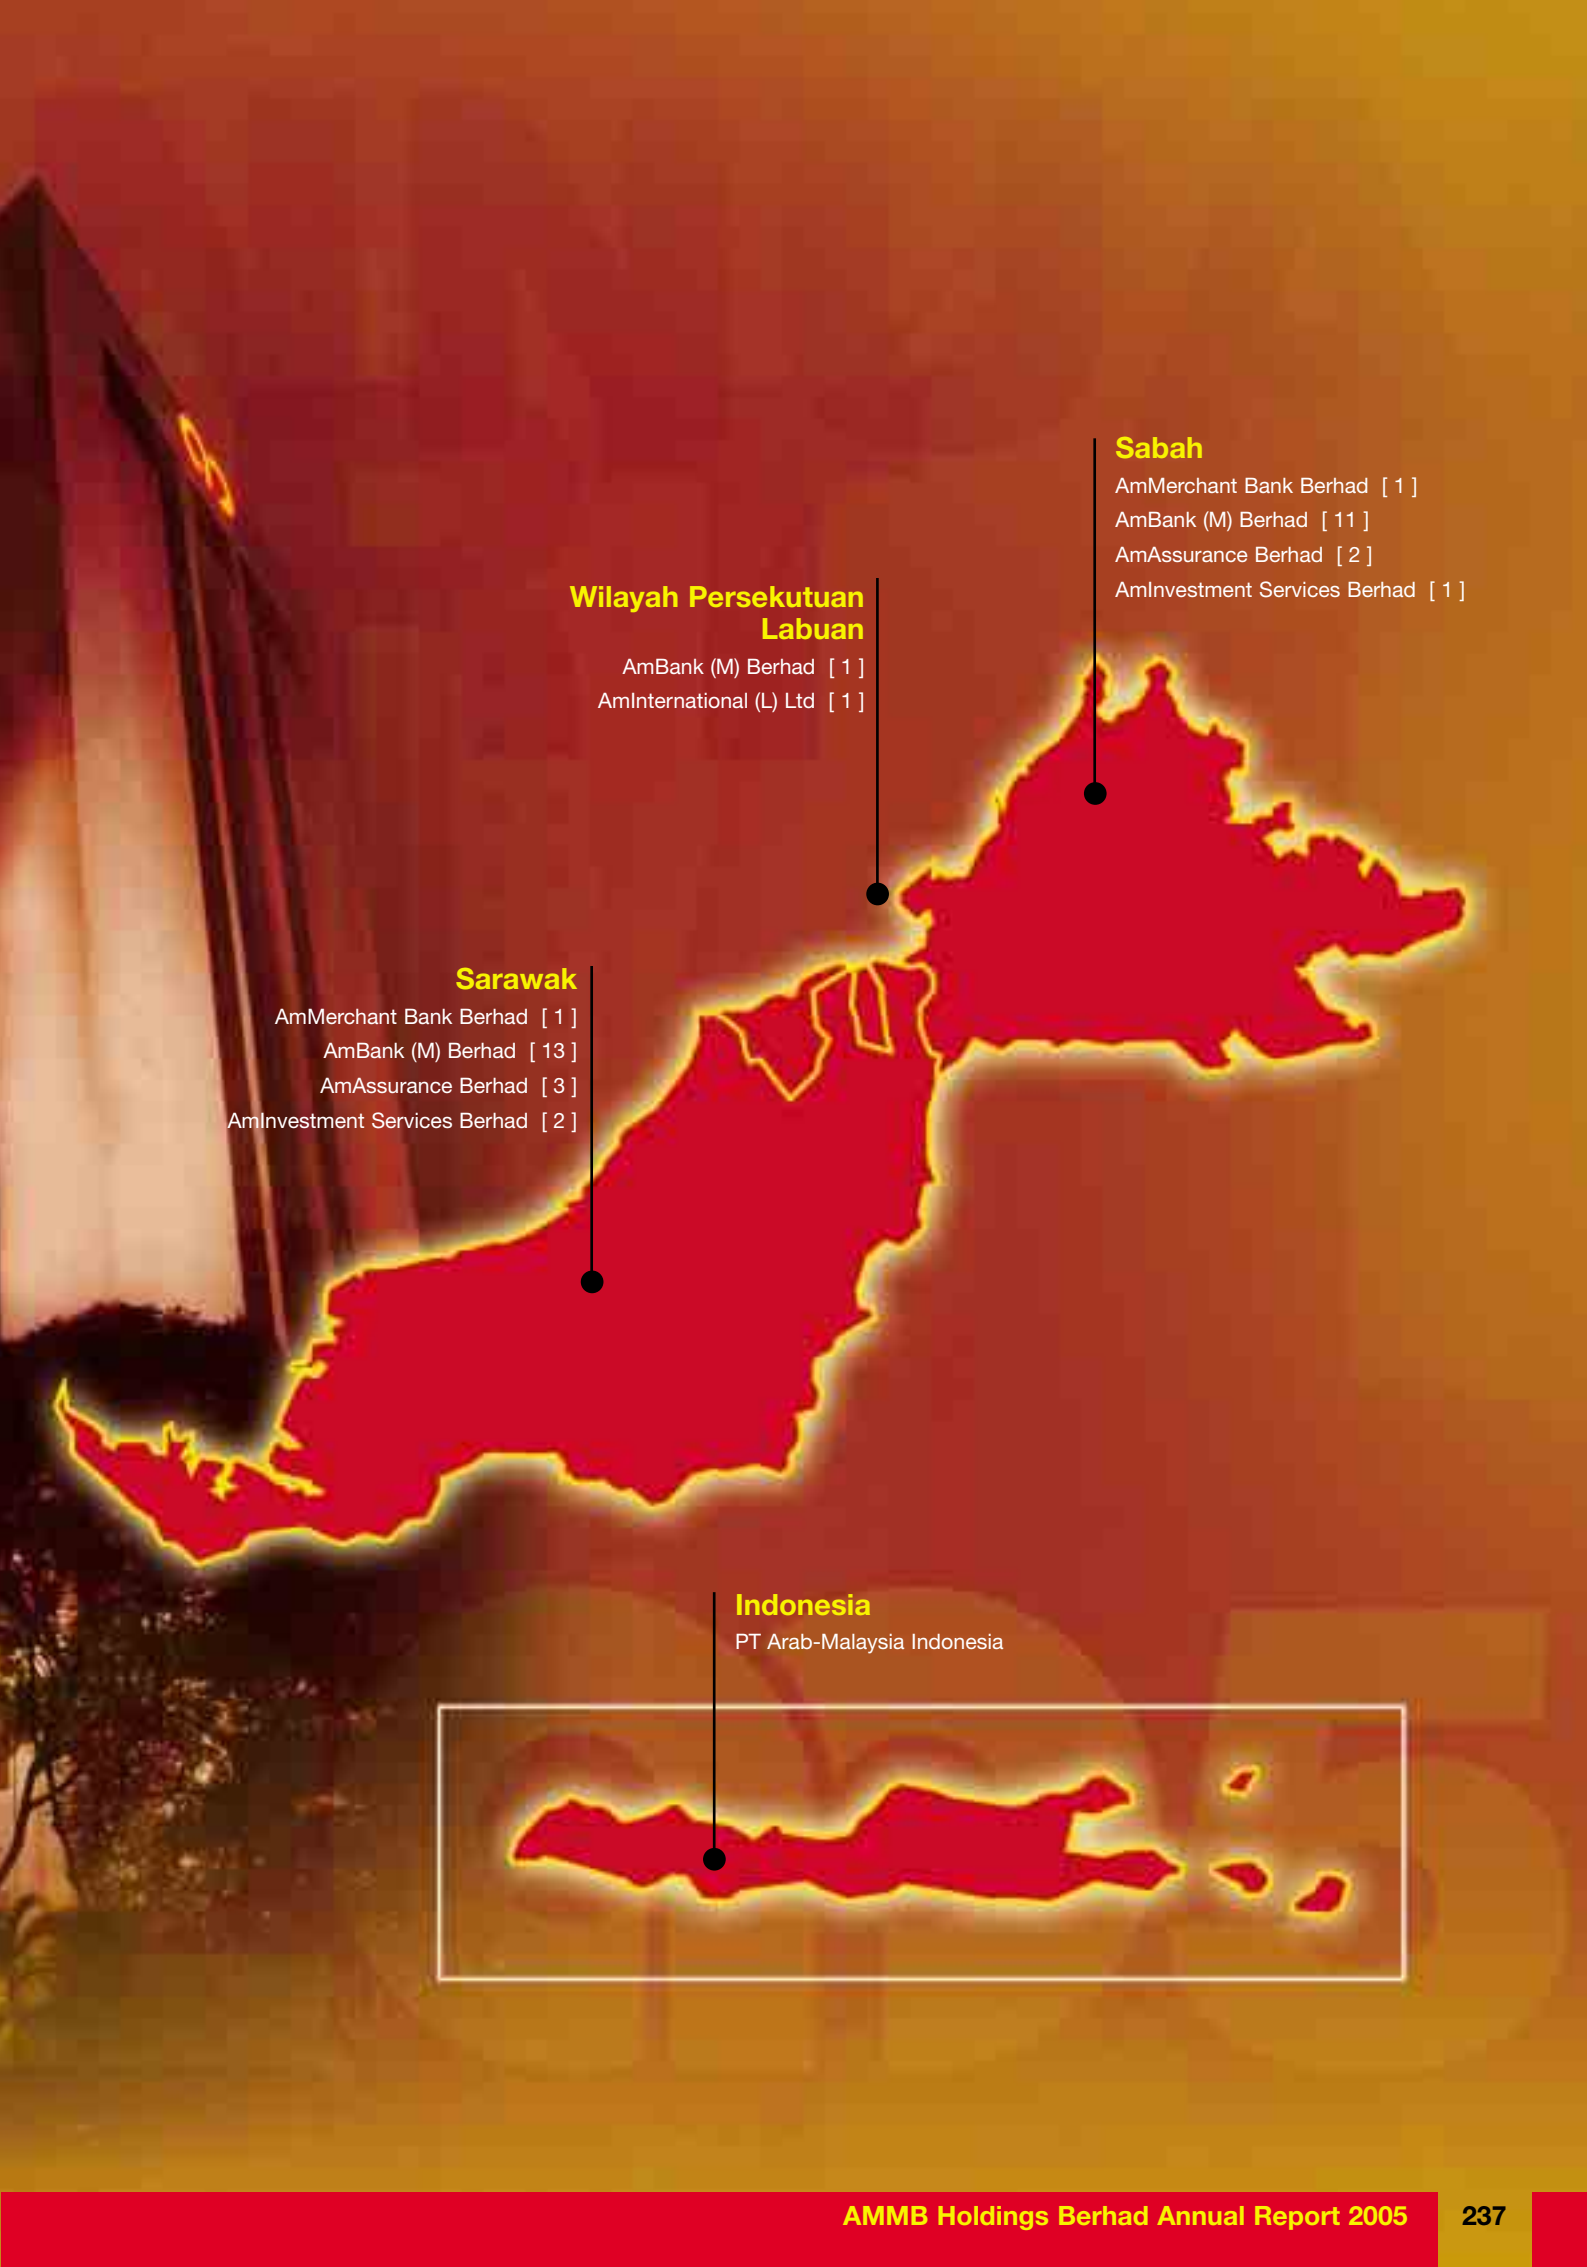 Sabah
AmMerchant Bank Berhad [ 1 ]
AmBank (M) Berhad [ 11 ]
AmAssurance Berhad [ 2 ]
AmInvestment Services Berhad [ 1 ]
Wilayah Persekutuan
Labuan
AmBank (M) Berhad [ 1 ]
AmInternational (L) Ltd [ 1 ]
Sarawak
AmMerchant Bank Berhad [ 1 ]
AmBank (M) Berhad [ 13 ]
AmAssurance Berhad [ 3 ]
AmInvestment Services Berhad [ 2 ]
Indonesia
PT Arab-Malaysia Indonesia
AMMB Holdings Berhad Annual Report 2005 237